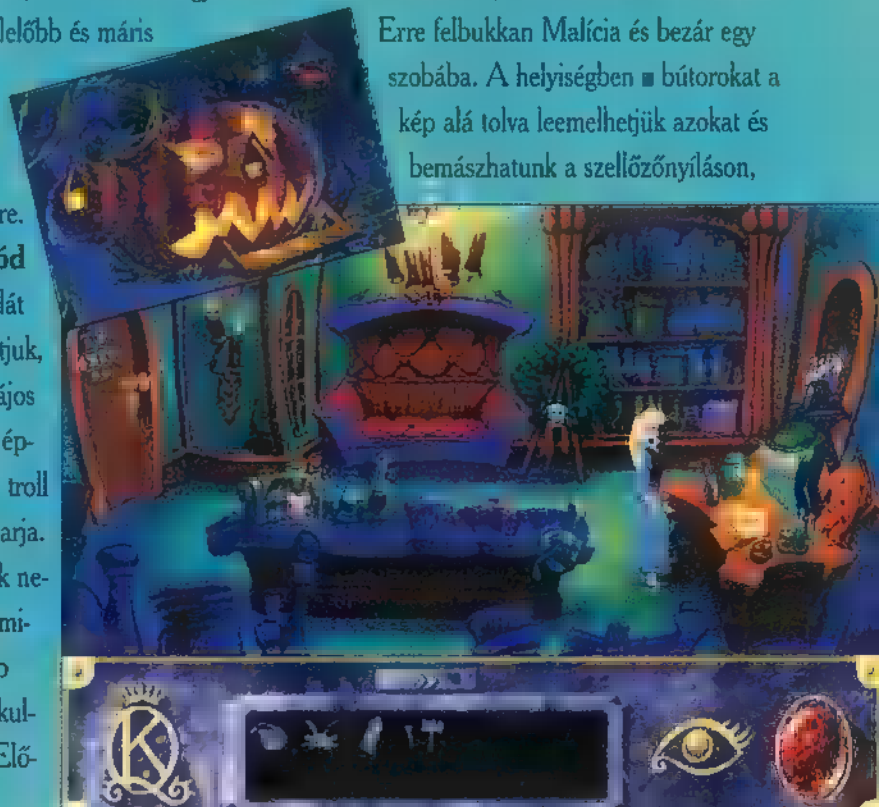 lelőbb és máris
re.
ód
lát
tjuk,
ájos
ép-
troll
arja.
k ne-
mi-
o
kul-
Elő-
Erre felbukkan Malícia és bezár egy
szobába. A helyiségben a bútorokat a
kép alá tolva leemelhetjük azokat és
bemászhatunk a szellőzőnyíláson,